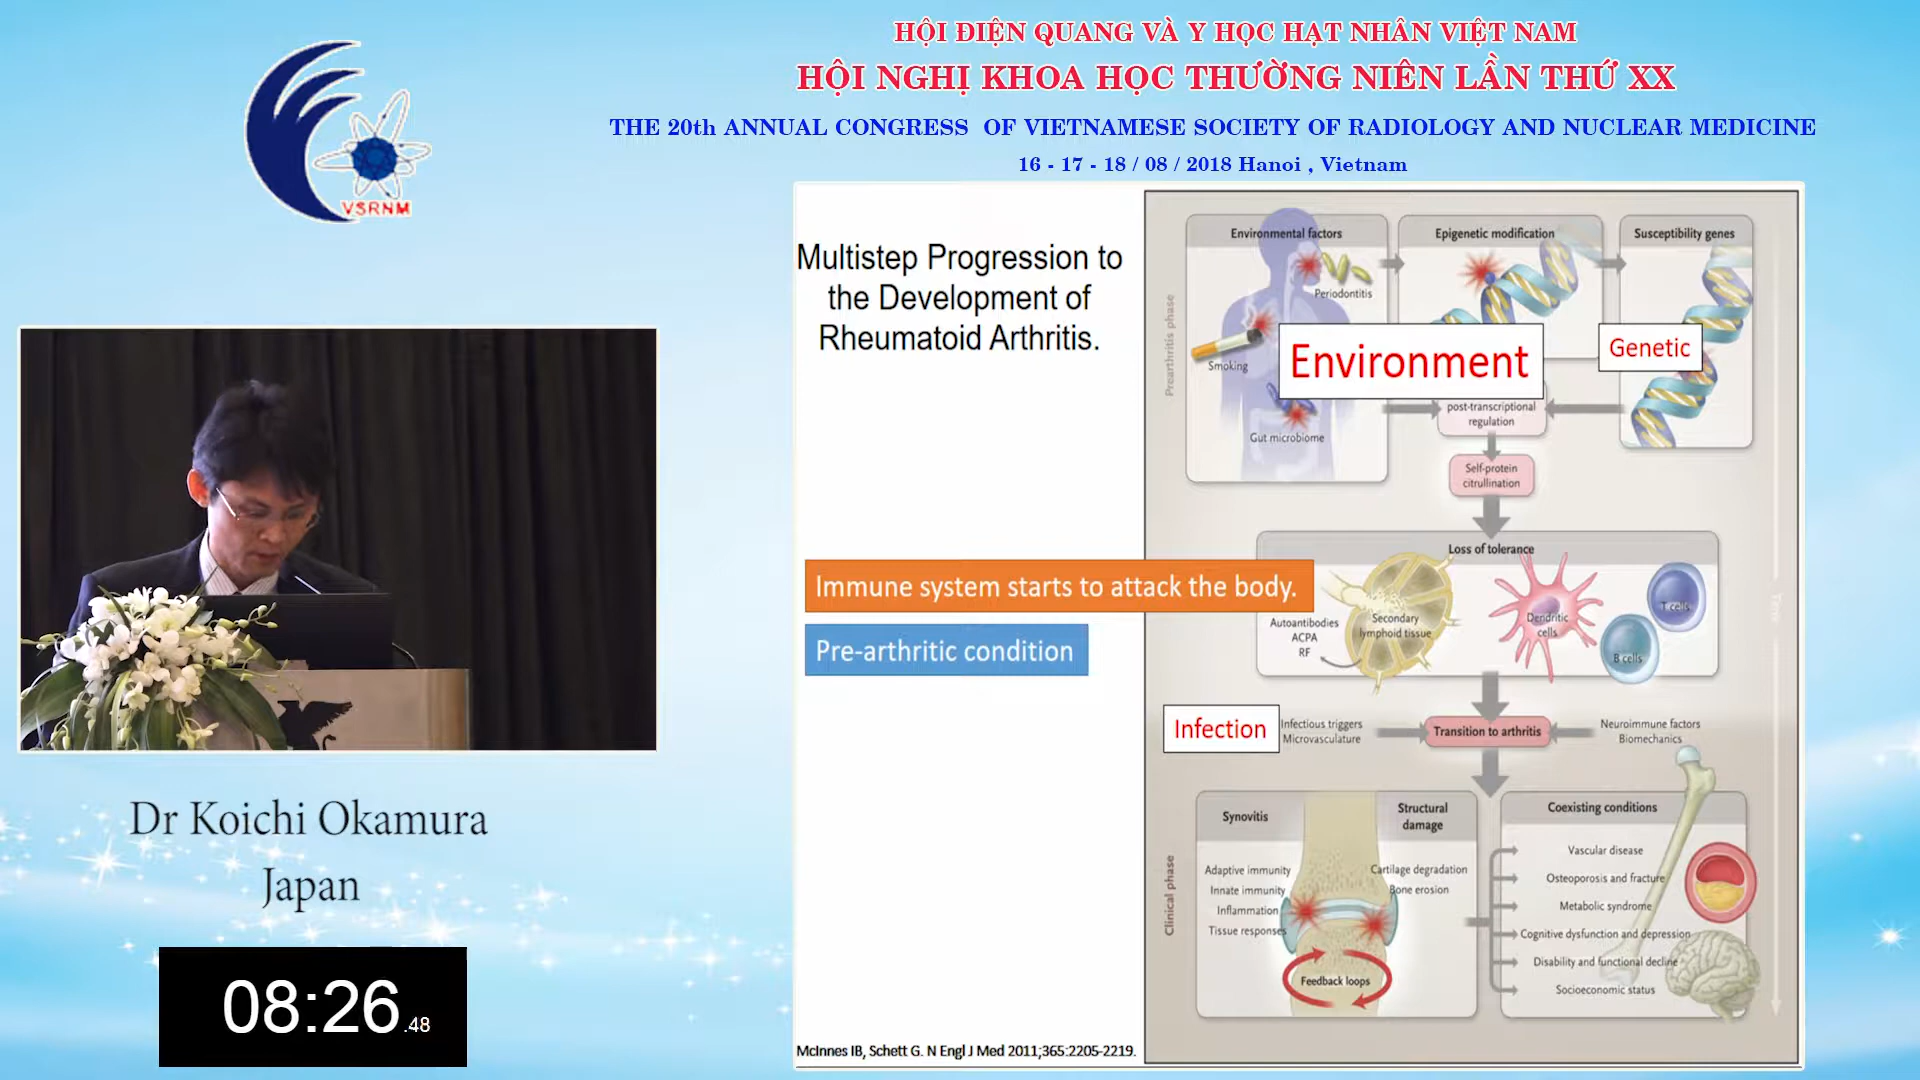 HỘI ĐIỆN QUANG VÀ Y HỌC HẠT NHÂN VIỆT NAM
HỘI NGHỊ KHOA HỌC THƯỜNG NIÊN LẦN THỨ XX
THE 20th ANNUAL CONGRESS OF VIETNAMESE SOCIETY OF RADIOLOGY AND NUCLEAR MEDICINE
16 - 17 - 18 / 08 / 2018 Hanoi , Vietnam
VSRNM
Multistep Progression to
the Development of
Rheumatoid Arthritis.
Environmental factors
Epigenetic modification
Susceptibility genes
Periodontitis
Prearthritis phase
Smoking
Environment
Genetic
Gut microbiome
post-transcriptional
regulation
Self-protein
citrullination
Loss of tolerance
Immune system starts to attack the body.
Pre-arthritic condition
Autoantibodies
ACPA
RF
Secondary
lymphoid tissue
Dendritic
cells
T cells
B cells
Time
Infection
Infectious triggers
Microvasculature
Transition to arthritis
Neuroimmune factors
Biomechanics
Clinical phase
Synovitis
Structural
damage
Adaptive immunity
Innate immunity
Inflammation
Tissue responses
Cartilage degradation
Bone erosion
Feedback loops
Coexisting conditions
Vascular disease
Osteoporosis and fracture
Metabolic syndrome
Cognitive dysfunction and depression
Disability and functional decline
Socioeconomic status
McInnes IB, Schett G. N Engl J Med 2011;365:2205-2219.
Dr Koichi Okamura
Japan
08:26.48